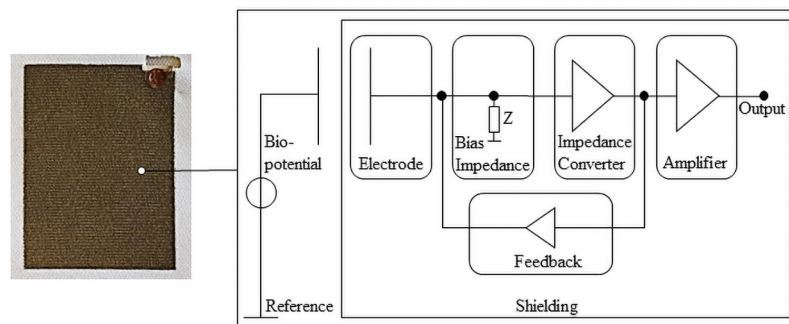 Bio-
potential
Reference
Electrode
Z
Bias
Impedance
Impedance
Converter
Amplifier
Output
Feedback
Shielding